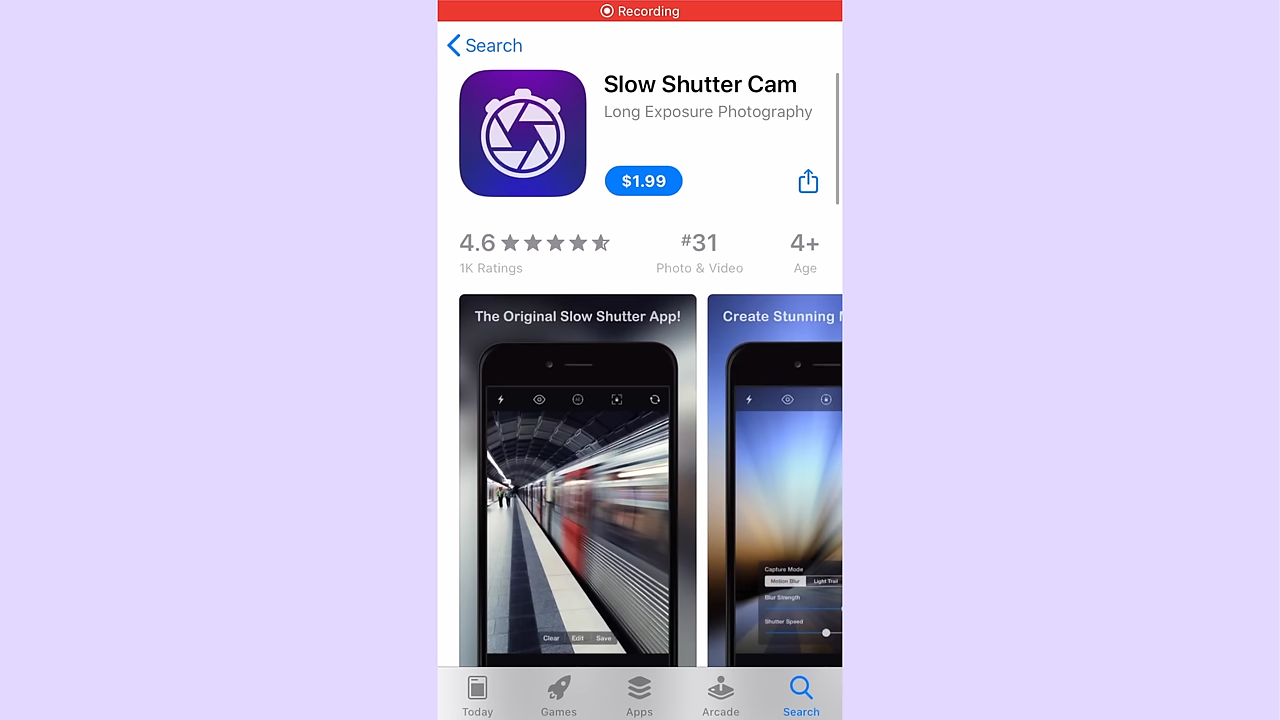 Recording
Search
Slow Shutter Cam
Long Exposure Photography
$1.99
4.6
#31
4+
1K Ratings
Photo & Video
Age
The Original Slow Shutter App!
Create Stunning
Capture Mode
Motion Blur
Light Trail
Blur Strength
Shutter Speed
Clear
Edit
Save
Today
Games
Apps
Arcade
Search